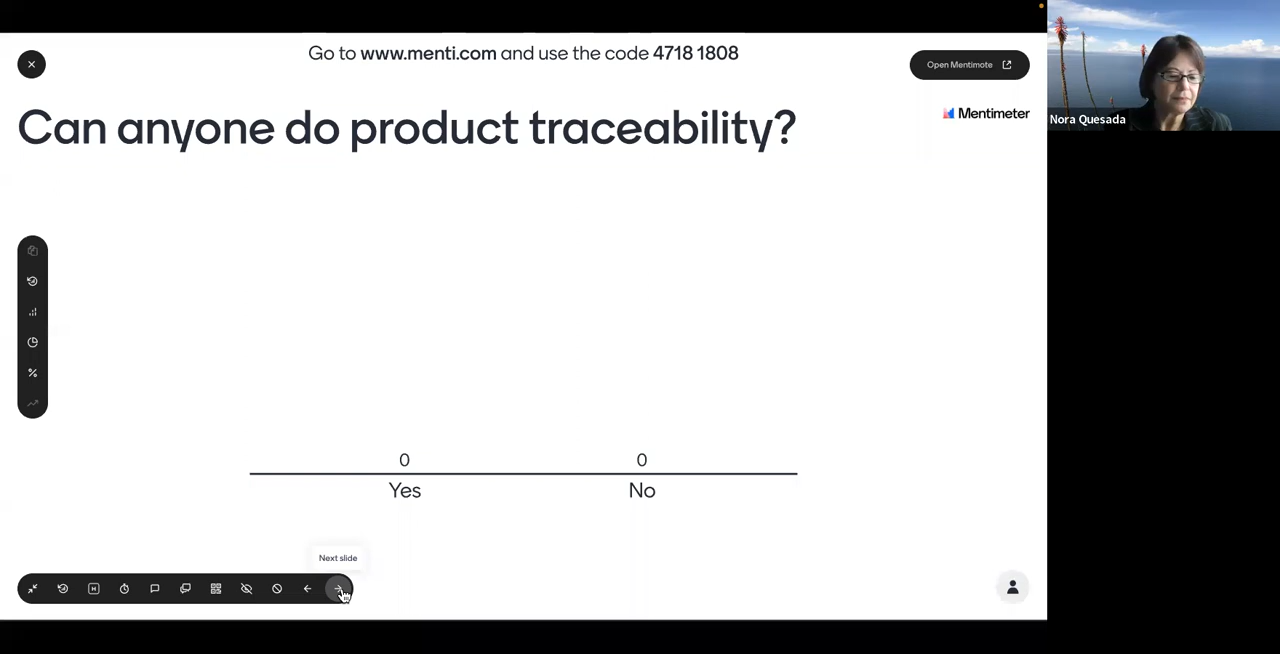 Go to www.menti.com and use the code 4718 1808
Open Mentimote
Can anyone do product traceability?
Mentimeter
Nora Quesada
0
0
Yes
No
Next slide
H